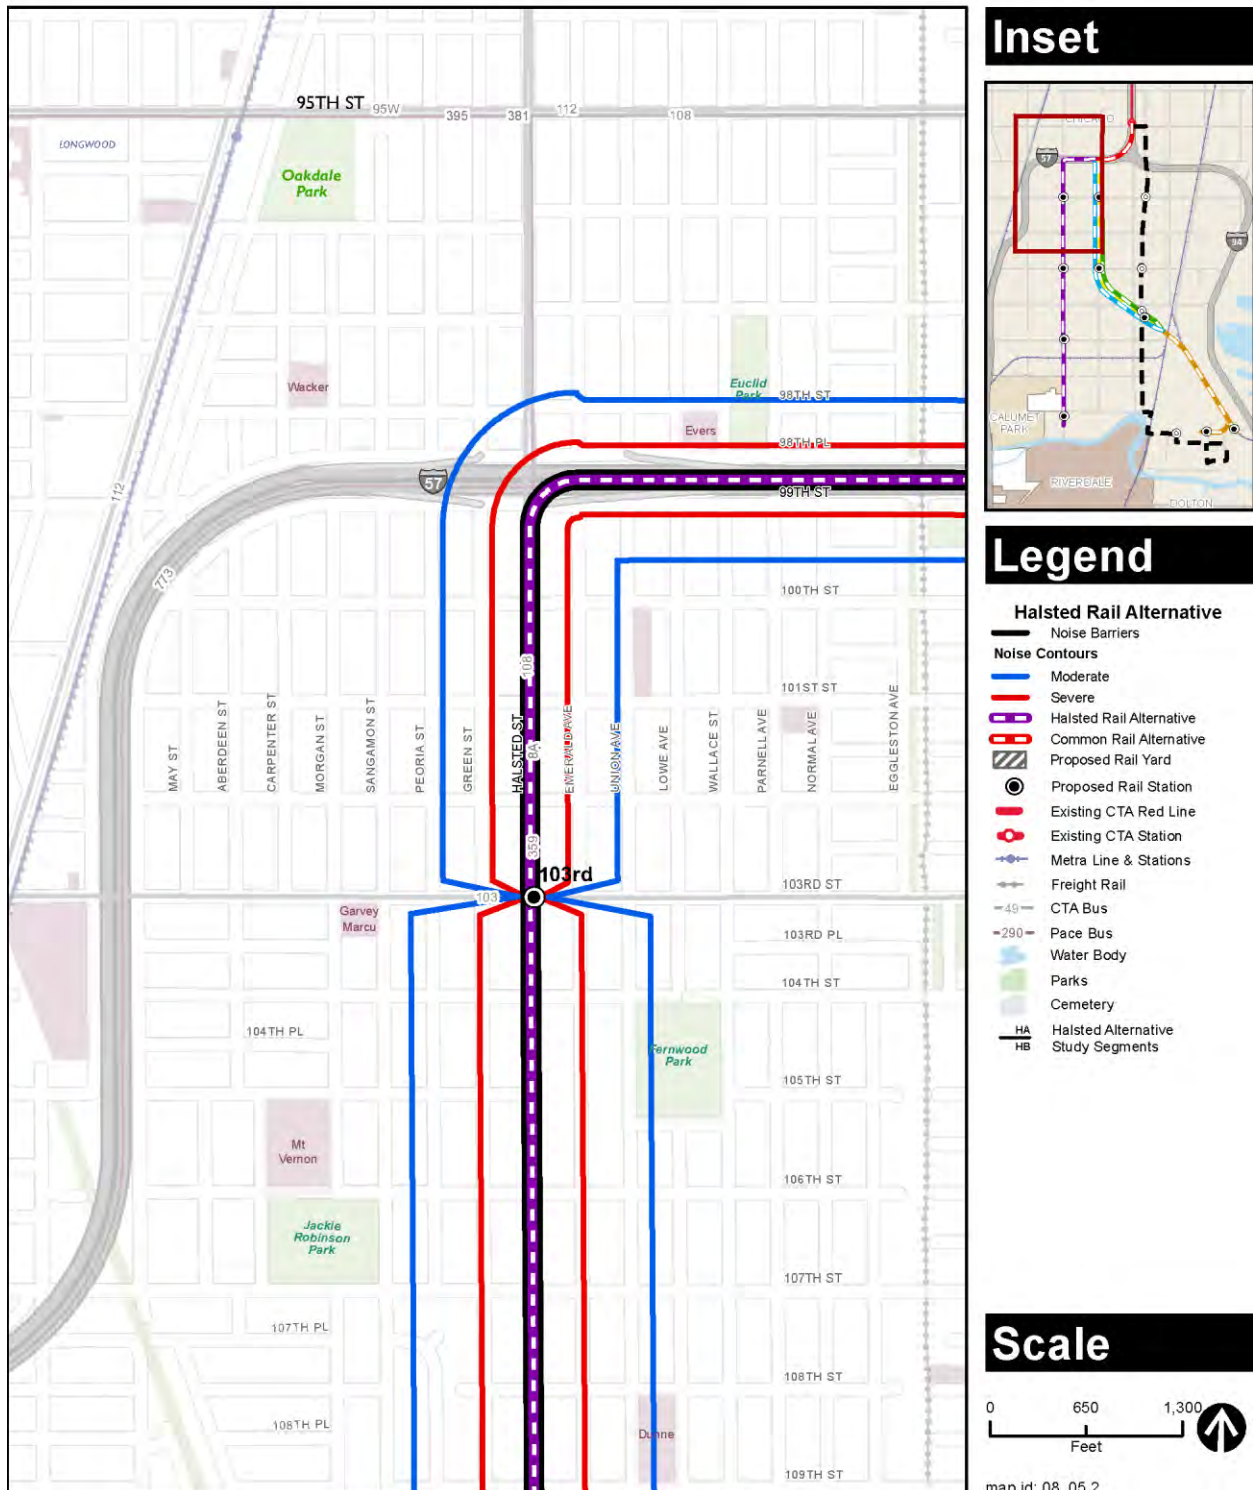 95TH ST
95W
395
381
112
108
LONGWOOD
Oakdale
Park
Wacker
Euclid
Park
98TH ST
Evers
98TH PL
57
99TH ST
112
773
100TH ST
108
101ST ST
MAY ST
ABERDEEN ST
CARPENTER ST
MORGAN ST
SANGAMON ST
PEORIA ST
GREEN ST
HALSTED ST
8A
EMERALD AVE
UNION AVE
LOWE AVE
WALLACE ST
PARNELL AVE
NORMAL AVE
EGGLESTON AVE
359
103rd
103
103RD ST
Garvey
Marcu
103RD PL
104TH ST
104TH PL
Fernwood
Park
105TH ST
Mt
Vernon
106TH ST
Jackie
Robinson
Park
107TH ST
107TH PL
108TH ST
108TH PL
Dunne
109TH ST
Inset
CHICAGO
57
94
CALUMET
PARK
RIVERDALE
DOLTON
Legend
Halsted Rail Alternative
Noise Barriers
Noise Contours
Moderate
Severe
Halsted Rail Alternative
Common Rail Alternative
Proposed Rail Yard
Proposed Rail Station
Existing CTA Red Line
Existing CTA Station
Metra Line & Stations
Freight Rail
49 CTA Bus
290 Pace Bus
Water Body
Parks
Cemetery
HA Halsted Alternative
HB Study Segments
Scale
0 650 1,300
Feet
map id: 08_05.2